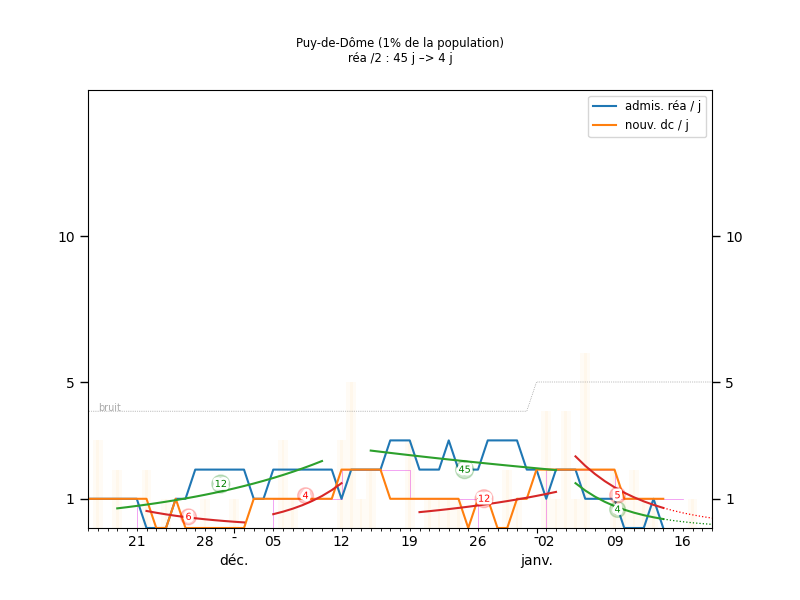 Puy-de-Dôme (1% de la population)
réa /2 : 45 j –> 4 j
admis. réa / j
nouv. dc / j
10 10
5 5
bruit
12 45
6 4 12 5 4
1 1
21 28 05 12 19 26 02 09 16
déc. janv.